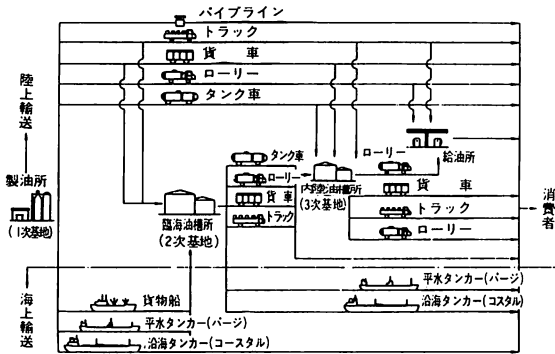 パイプライン
トラック
貨車
ローリー
タンク車
陸上輸送
製油所
(1次基地)
臨海油槽所
(2次基地)
タンク車
ローリー
貨車
トラック
内陸油槽所
(3次基地)
ローリー
給油所
貨車
トラック
ローリー
消費者
海上輸送
貨物船
平水タンカー(バージ)
沿海タンカー(コースタル)
平水タンカー(バージ)
沿海タンカー(コスタル)